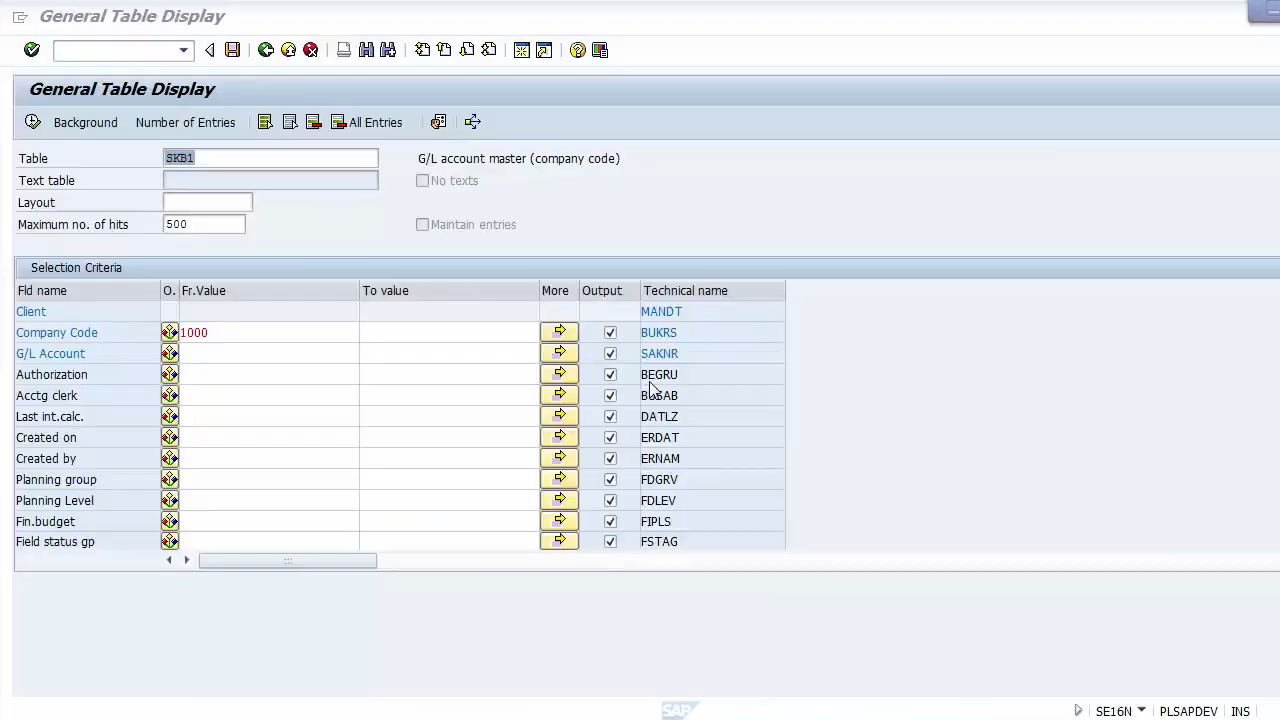 General Table Display
General Table Display
Background Number of Entries All Entries
Table SKB1 G/L account master (company code)
Text table No texts
Layout
Maximum no. of hits 500 Maintain entries
Selection Criteria
Fld name O. Fr.Value To value More Output Technical name
Client MANDT
Company Code 1000 BUKRS
G/L Account SAKNR
Authorization BEGRU
Acctg clerk BUSAB
Last int.calc. DATLZ
Created on ERDAT
Created by ERNAM
Planning group FDGRV
Planning Level FDLEV
Fin.budget FIPLS
Field status gp FSTAG
SAP SE16N PLSAPDEV INS